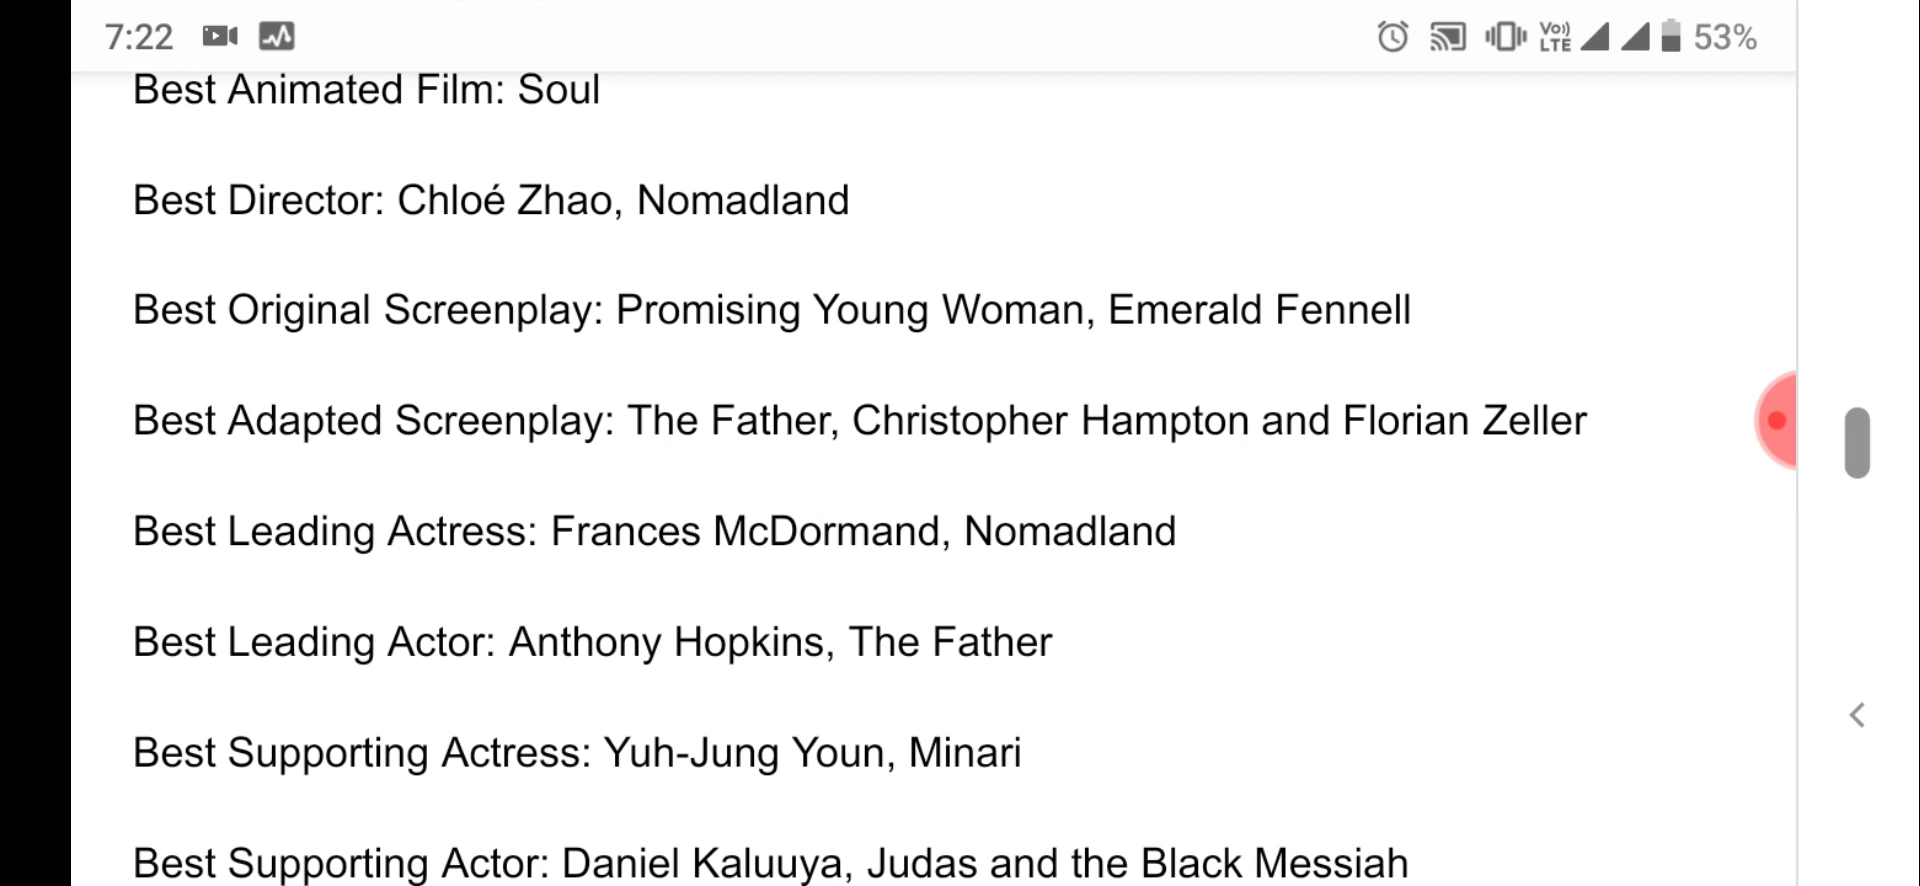 7:22 Vo)) LTE 53%
Best Animated Film: Soul
Best Director: Chloé Zhao, Nomadland
Best Original Screenplay: Promising Young Woman, Emerald Fennell
Best Adapted Screenplay: The Father, Christopher Hampton and Florian Zeller
Best Leading Actress: Frances McDormand, Nomadland
Best Leading Actor: Anthony Hopkins, The Father
Best Supporting Actress: Yuh-Jung Youn, Minari
Best Supporting Actor: Daniel Kaluuya, Judas and the Black Messiah